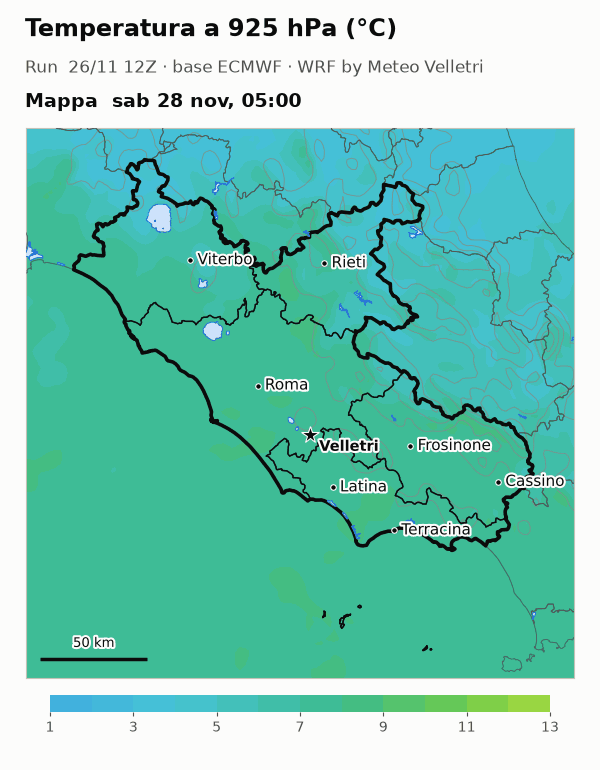 Temperatura a 925 hPa (°C)
Run  26/11 12Z · base ECMWF · WRF by Meteo Velletri
Mappa  sab 28 nov, 05:00
Viterbo
Rieti
Roma
Velletri
Frosinone
Cassino
Latina
Terracina
50 km
1 3 5 7 9 11 13